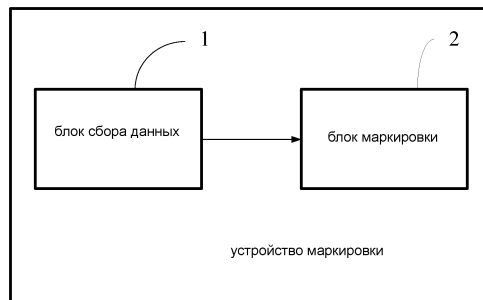 1
2
блок сбора данных
блок маркировки
устройство маркировки